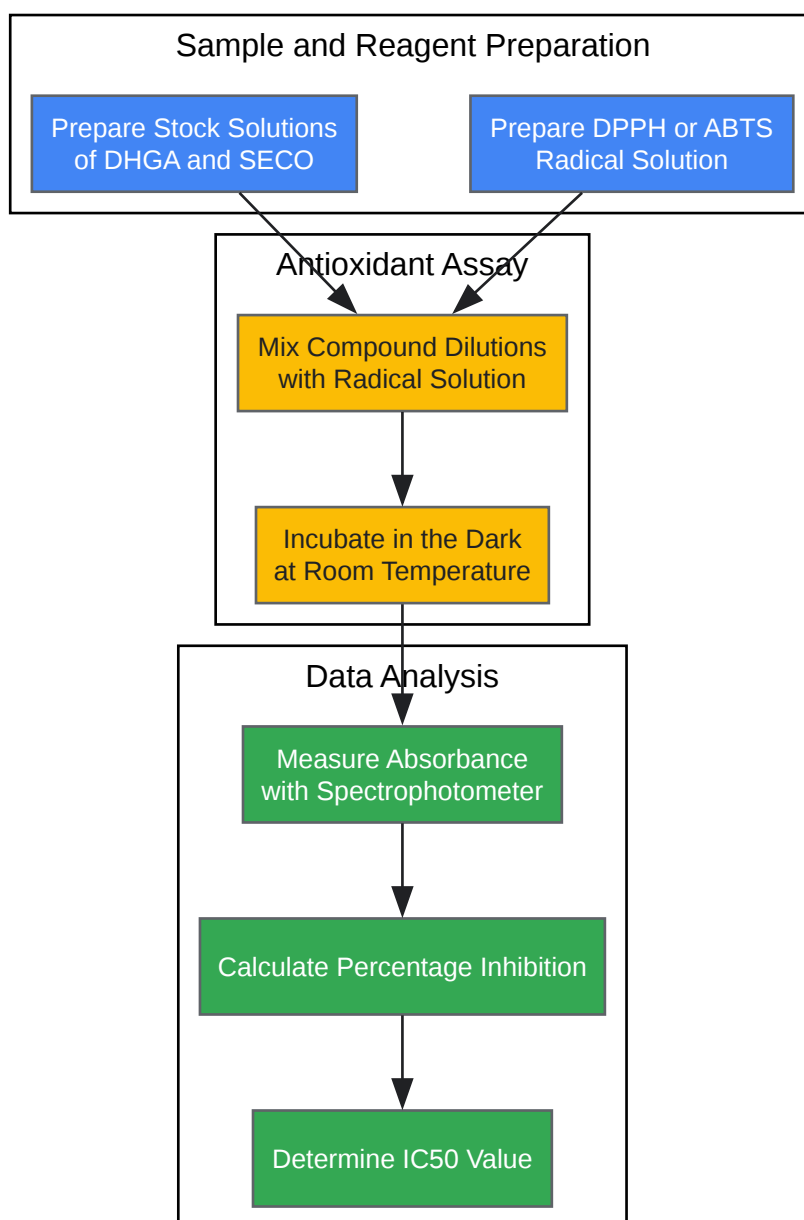 Sample and Reagent Preparation
Prepare Stock Solutions
of DHGA and SECO
Prepare DPPH or ABTS
Radical Solution
Antioxidant Assay
Mix Compound Dilutions
with Radical Solution
Incubate in the Dark
at Room Temperature
Data Analysis
Measure Absorbance
with Spectrophotometer
Calculate Percentage Inhibition
Determine IC50 Value